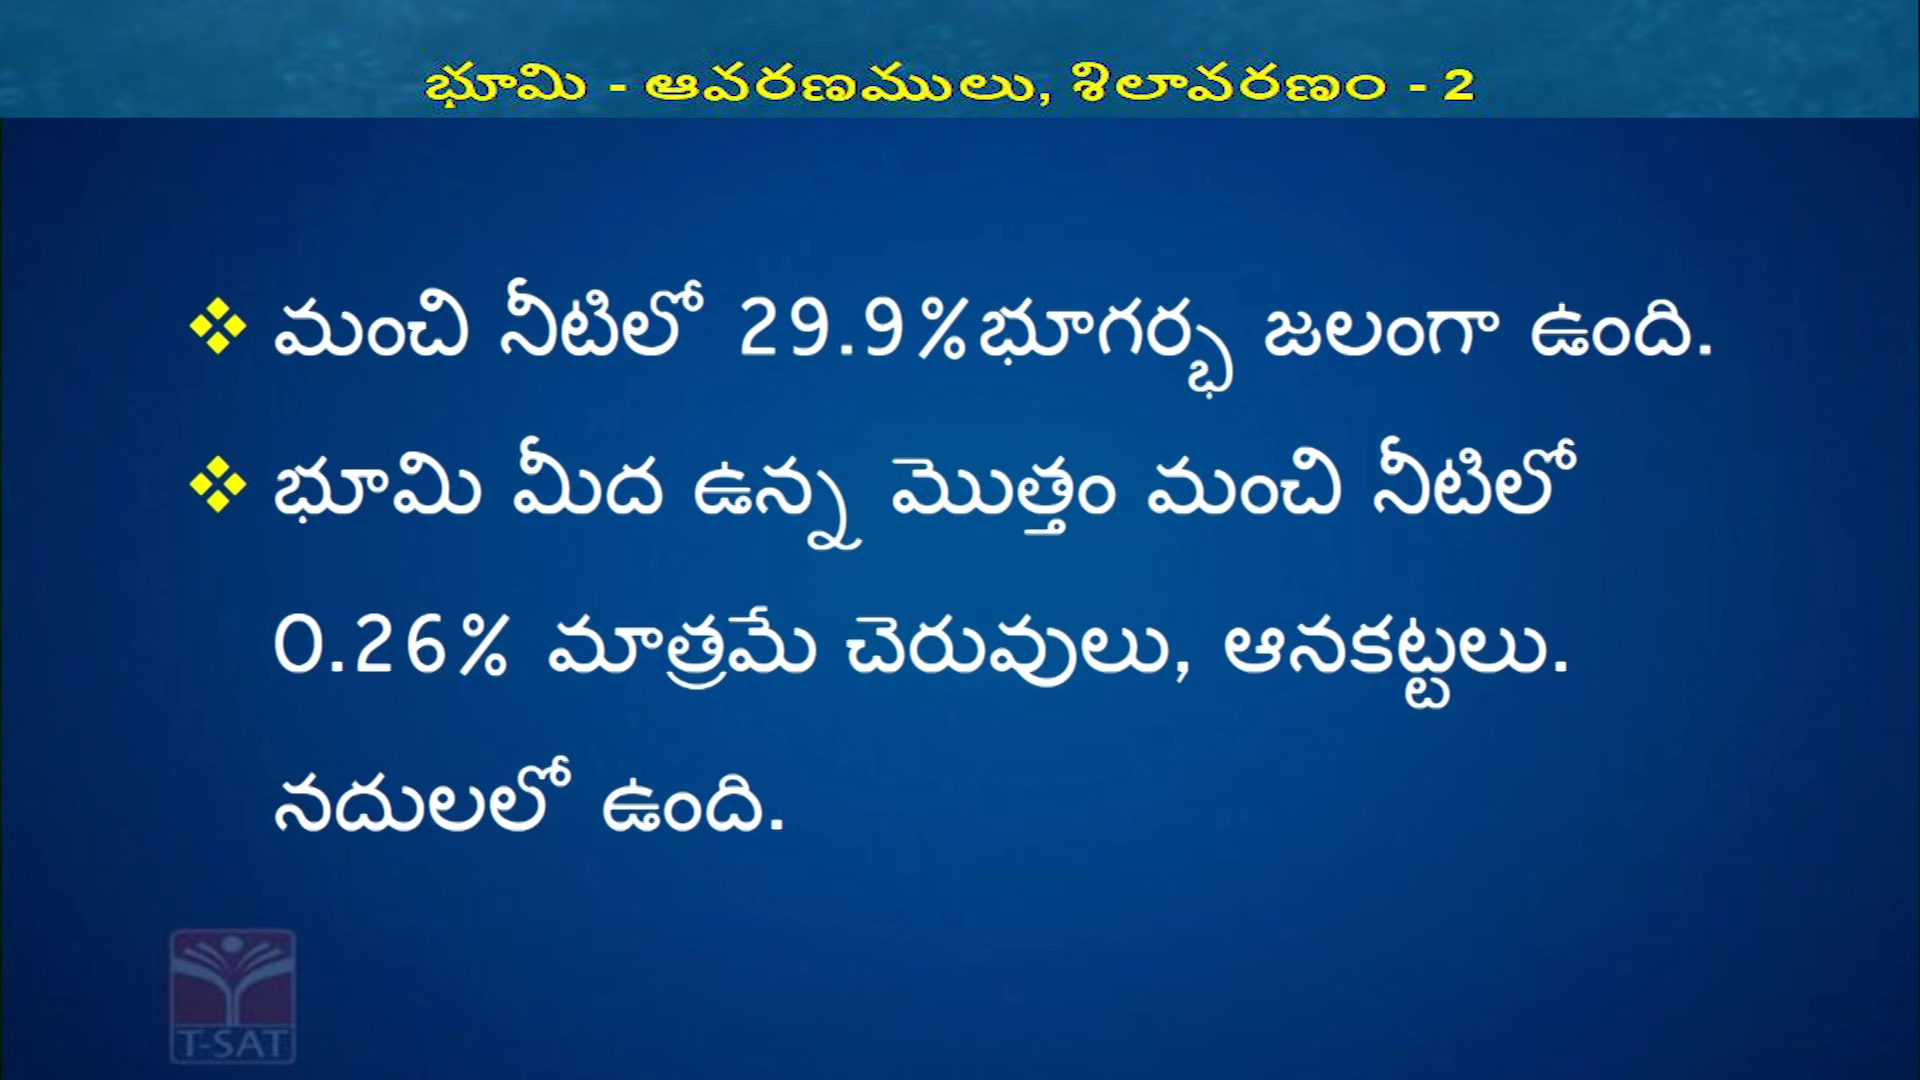 భూమి - ఆవరణములు, శిలావరణం - 2
❖ మంచి నీటిలో 29.9%భూగర్భ జలంగా ఉంది.
❖ భూమి మీద ఉన్న మొత్తం మంచి నీటిలో
0.26% మాత్రమే చెరువులు, ఆనకట్టలు.
నదులలో ఉంది.
T-SAT